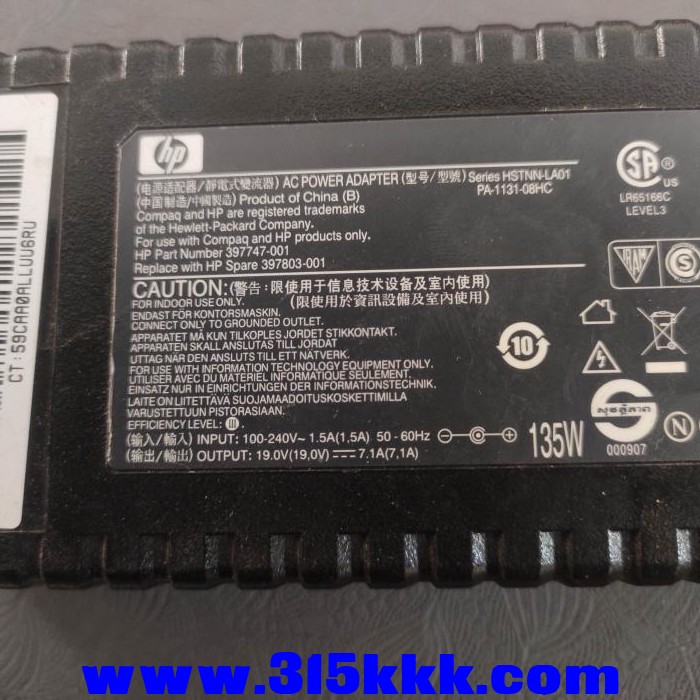 CT:59CAA0ALLUU6RU
hp
(电源适配器/靜電式變流器) AC POWER ADAPTER (型号/型號) Series HSTNN-LA01
(中国制造/中國製造) Product of China (B) PA-1131-08HC
Compaq and HP are registered trademarks
of the Hewlett-Packard Company.
For use with Compaq and HP products only.
HP Part Number 397747-001
Replace with HP Spare 397803-001
CAUTION:(警告:限使用于信息技术设备及室内使用)
FOR INDOOR USE ONLY. (限使用於資訊設備及室內使用)
ENDAST FÖR KONTORSMASKIN.
CONNECT ONLY TO GROUNDED OUTLET.
APPARATET MÅ KUN TILKOPLES JORDET STIKKONTAKT.
APPARATEN SKALL ANSLUTAS TILL JORDAT
UTTAG NÄR DEN ANSLUTS TILL ETT NÄTVERK.
FOR USE WITH INFORMATION TECHNOLOGY EQUIPMENT ONLY.
UTILISER AVEC DU MATERIEL INFORMATIQUE SEULEMENT.
EINSATZ NUR IN EINRICHTUNGEN DER INFORMATIONSTECHNIK.
LAITE ON LIITETTÄVÄ SUOJAMAADOITUSKOSKETTIMILLA
VARUSTETTUUN PISTORASIAAN.
EFFICIENCY LEVEL: III.
(输入/輸入) INPUT: 100-240V~ 1.5A(1,5A) 50 - 60Hz
(输出/輸出) OUTPUT: 19.0V(19,0V) 7.1A(7,1A)
135W
SA
LR65166C
LEVEL3
IRAM
S
10
000907
N
www.315kkk.com